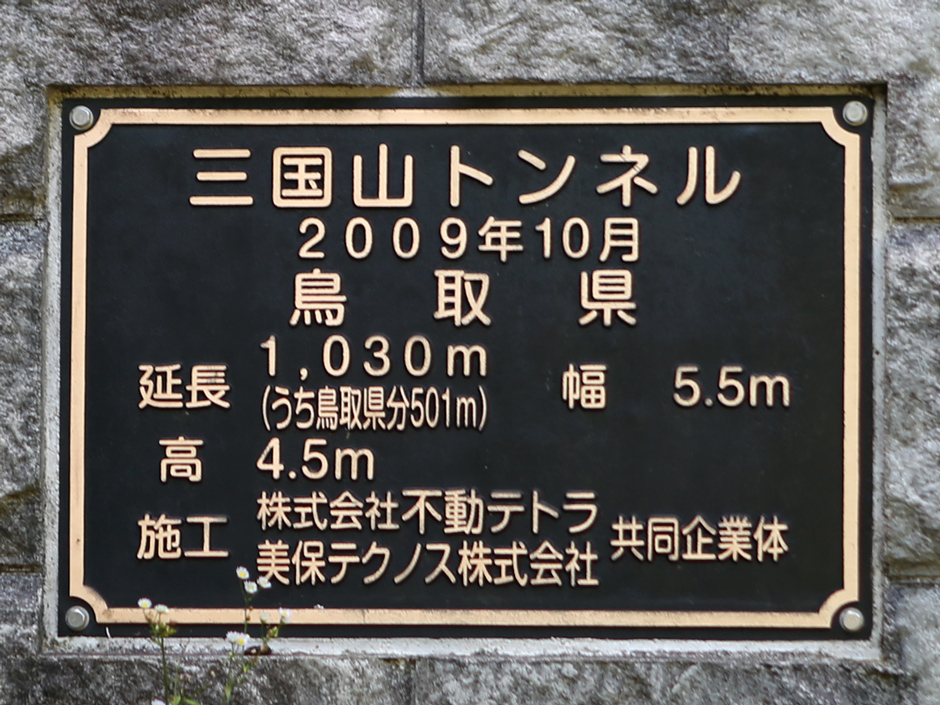 三国山トンネル
2009年10月
鳥取県
延長 1,030m 幅 5.5m
(うち鳥取県分501m)
高 4.5m
施工 株式会社不動テトラ 共同企業体
美保テクノス株式会社